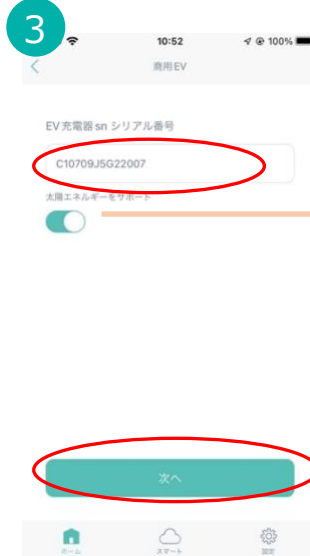 3
10:52
100%
商用EV
EV充電器sn シリアル番号
C10709J5G22007
太陽エネルギーをサポート
次へ
ホーム
スマート
設定